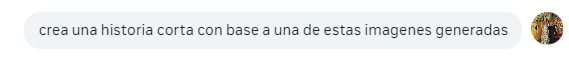 crea una historia corta con base a una de estas imagenes generadas